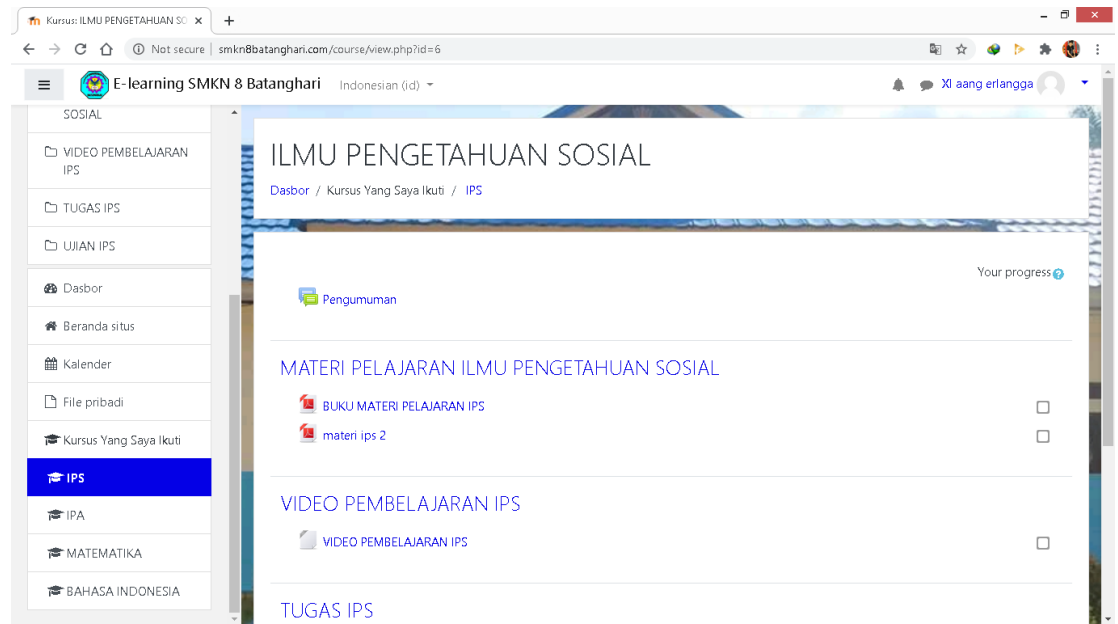 Kursus: ILMU PENGETAHUAN SO
Not secure | smkn8batanghari.com/course/view.php?id=6
E-learning SMKN 8 Batanghari
Indonesian (id)
XI aang erlangga
SOSIAL
VIDEO PEMBELAJARAN
IPS
TUGAS IPS
UJIAN IPS
Dasbor
Beranda situs
Kalender
File pribadi
Kursus Yang Saya Ikuti
IPS
IPA
MATEMATIKA
BAHASA INDONESIA
ILMU PENGETAHUAN SOSIAL
Dasbor / Kursus Yang Saya Ikuti / IPS
Your progress
Pengumuman
MATERI PELAJARAN ILMU PENGETAHUAN SOSIAL
BUKU MATERI PELAJARAN IPS
materi ips 2
VIDEO PEMBELAJARAN IPS
VIDEO PEMBELAJARAN IPS
TUGAS IPS